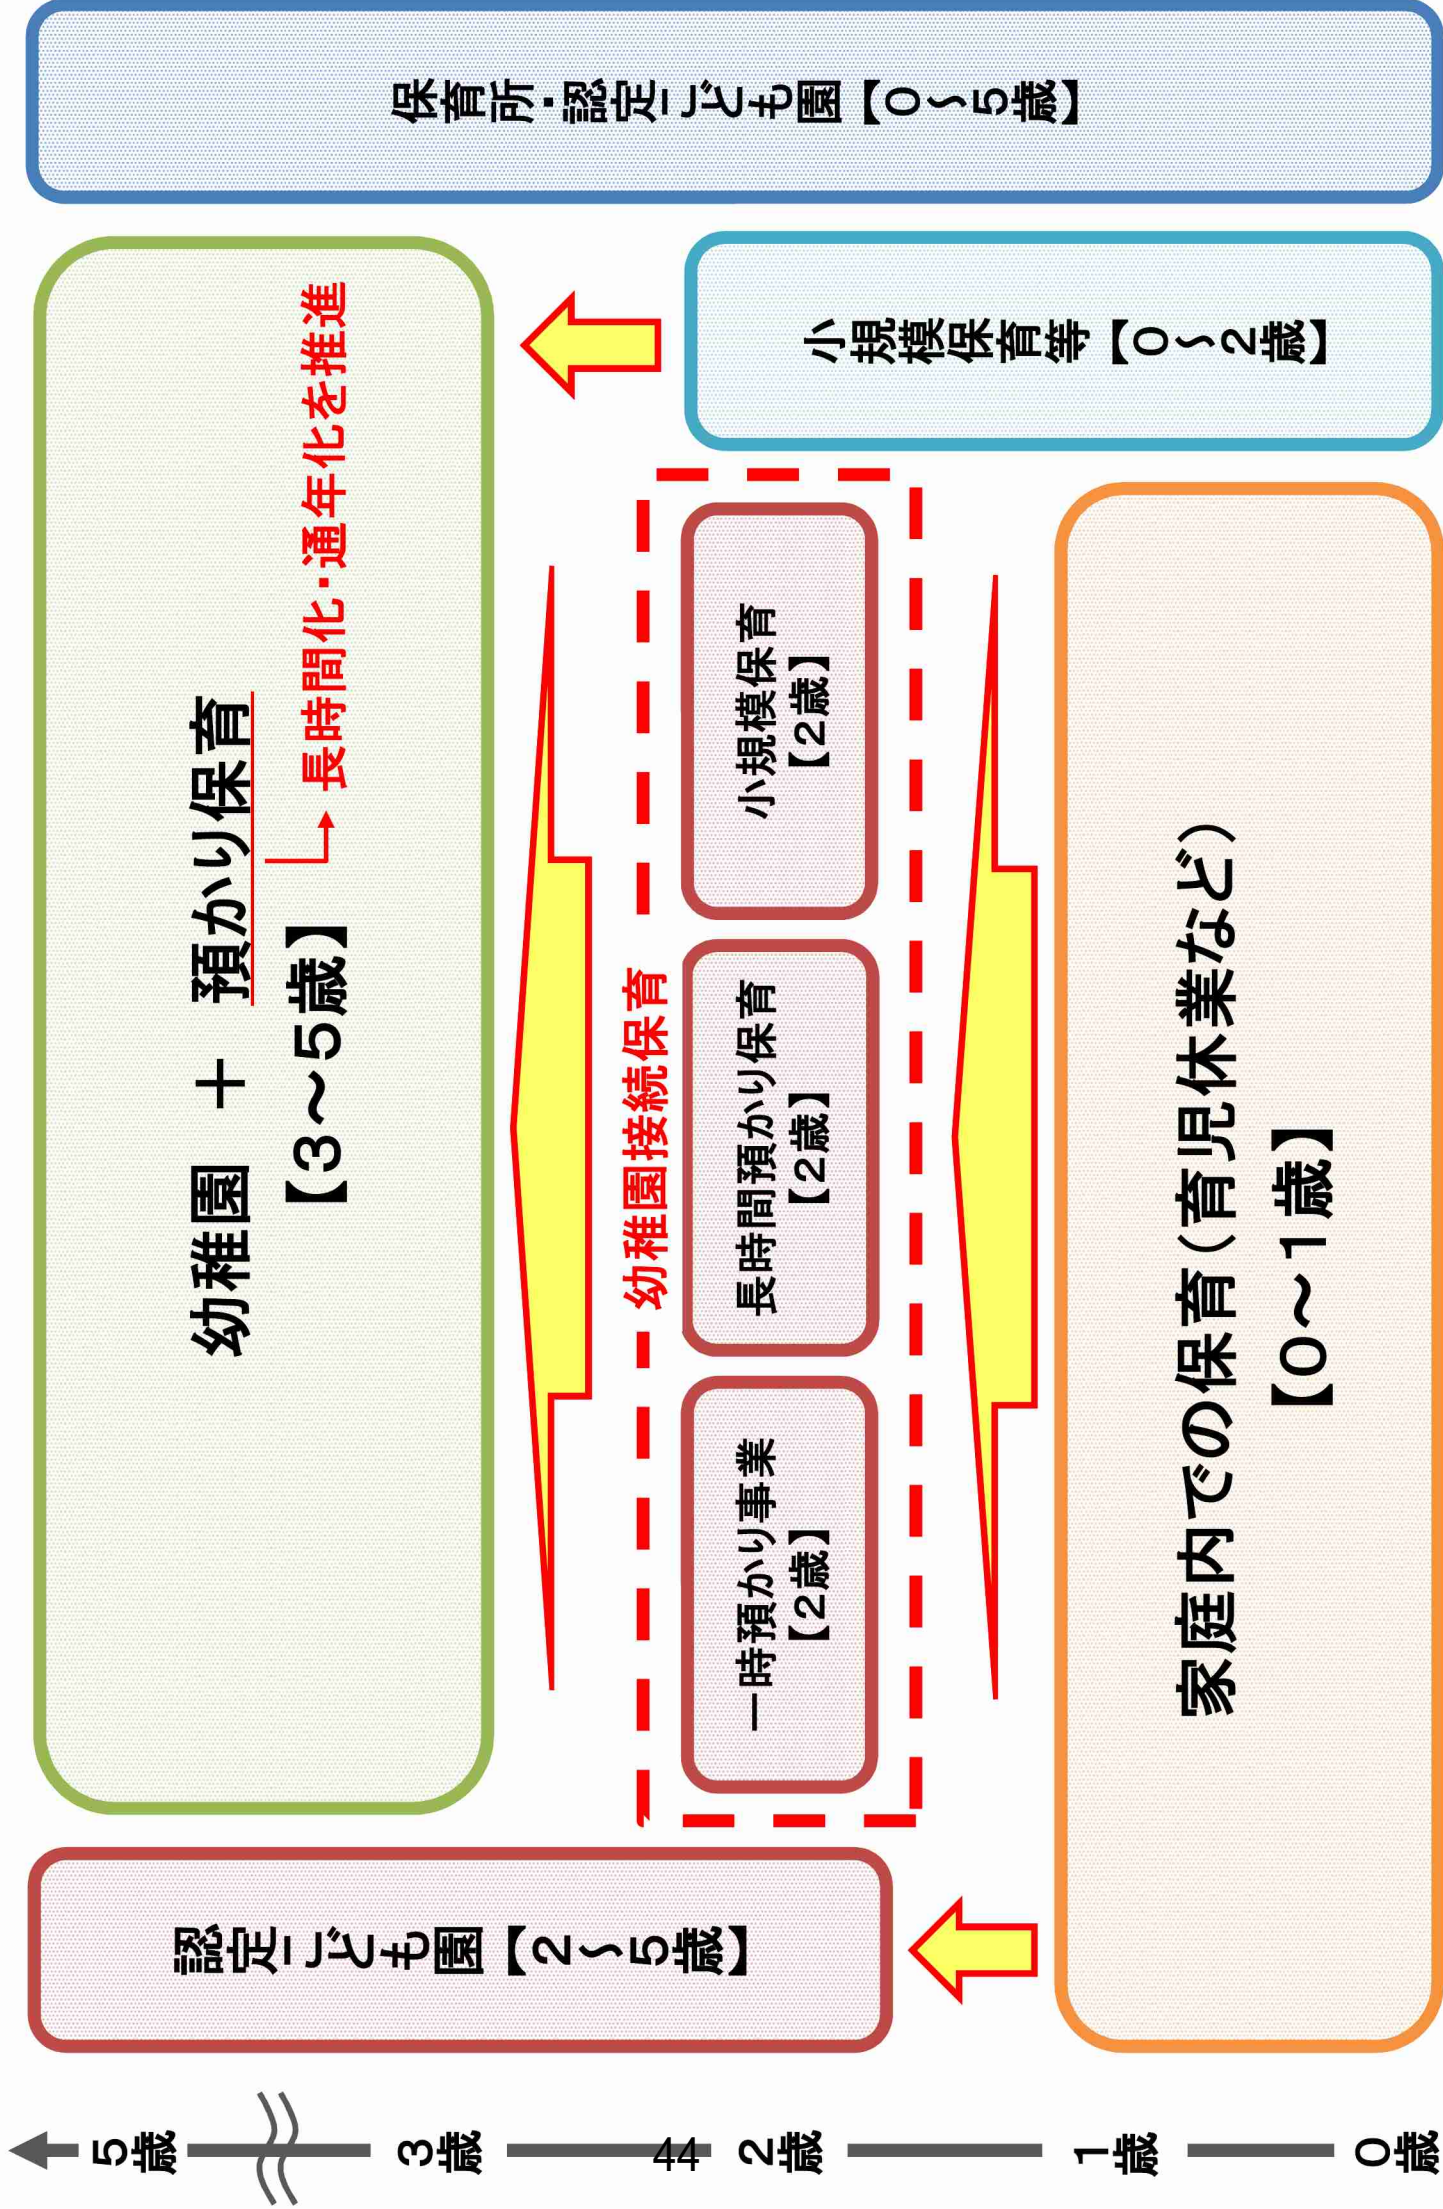 5歳
3歳
2歳
1歳
0歳
認定こども園【2～5歳】
幼稚園　＋　預かり保育
【3～5歳】
長時間化・通年化を推進
幼稚園接続保育
一時預かり事業
【2歳】
長時間預かり保育
【2歳】
小規模保育
【2歳】
家庭内での保育（育児休業など）
【0～1歳】
小規模保育等【0～2歳】
保育所・認定こども園【0～5歳】
44